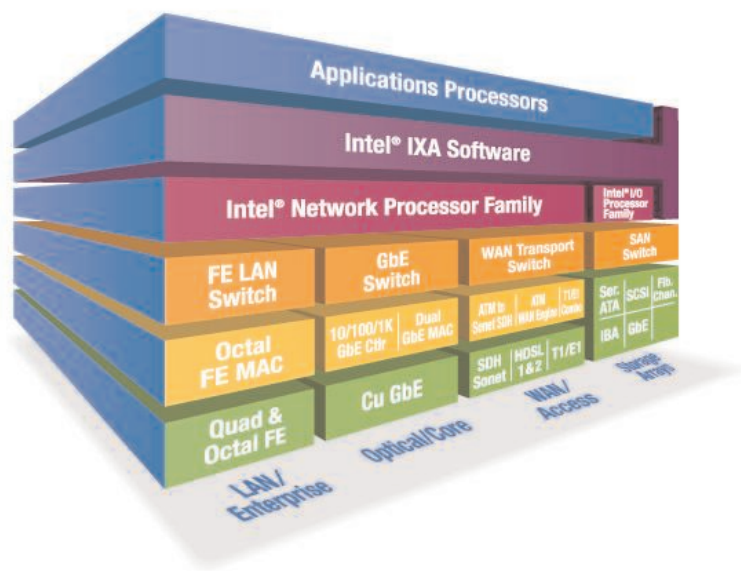 Applications Processors
Intel® IXA Software
Intel® Network Processor Family
Intel® I/O
Processor
Family
FE LAN
Switch
GbE
Switch
WAN Transport
Switch
SAN
Switch
Octal
FE MAC
10/100/1K
GbE Ctlr
Dual
GbE MAC
ATM to
Sonet SDH
ATM
WAN Engine
T1/E1
Combo
Ser.
ATA
SCSI
Fib.
Chan.
IBA
GbE
Quad &
Octal FE
Cu GbE
SDH
Sonet
HDSL
1&2
T1/E1
LAN/
Enterprise
Optical/Core
WAN/
Access
Storage
Arrays